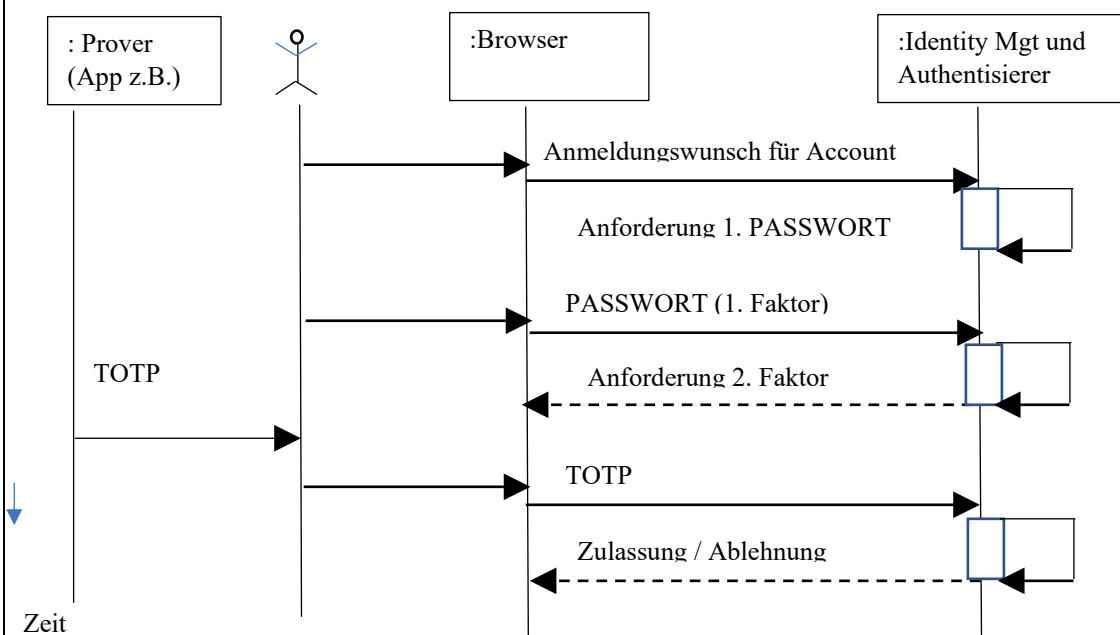 : Prover
(App z.B.)
:Browser
:Identity Mgt und
Authentisierer
Anmeldungswunsch für Account
Anforderung 1. PASSWORT
PASSWORT (1. Faktor)
TOTP
Anforderung 2. Faktor
TOTP
Zulassung / Ablehnung
Zeit